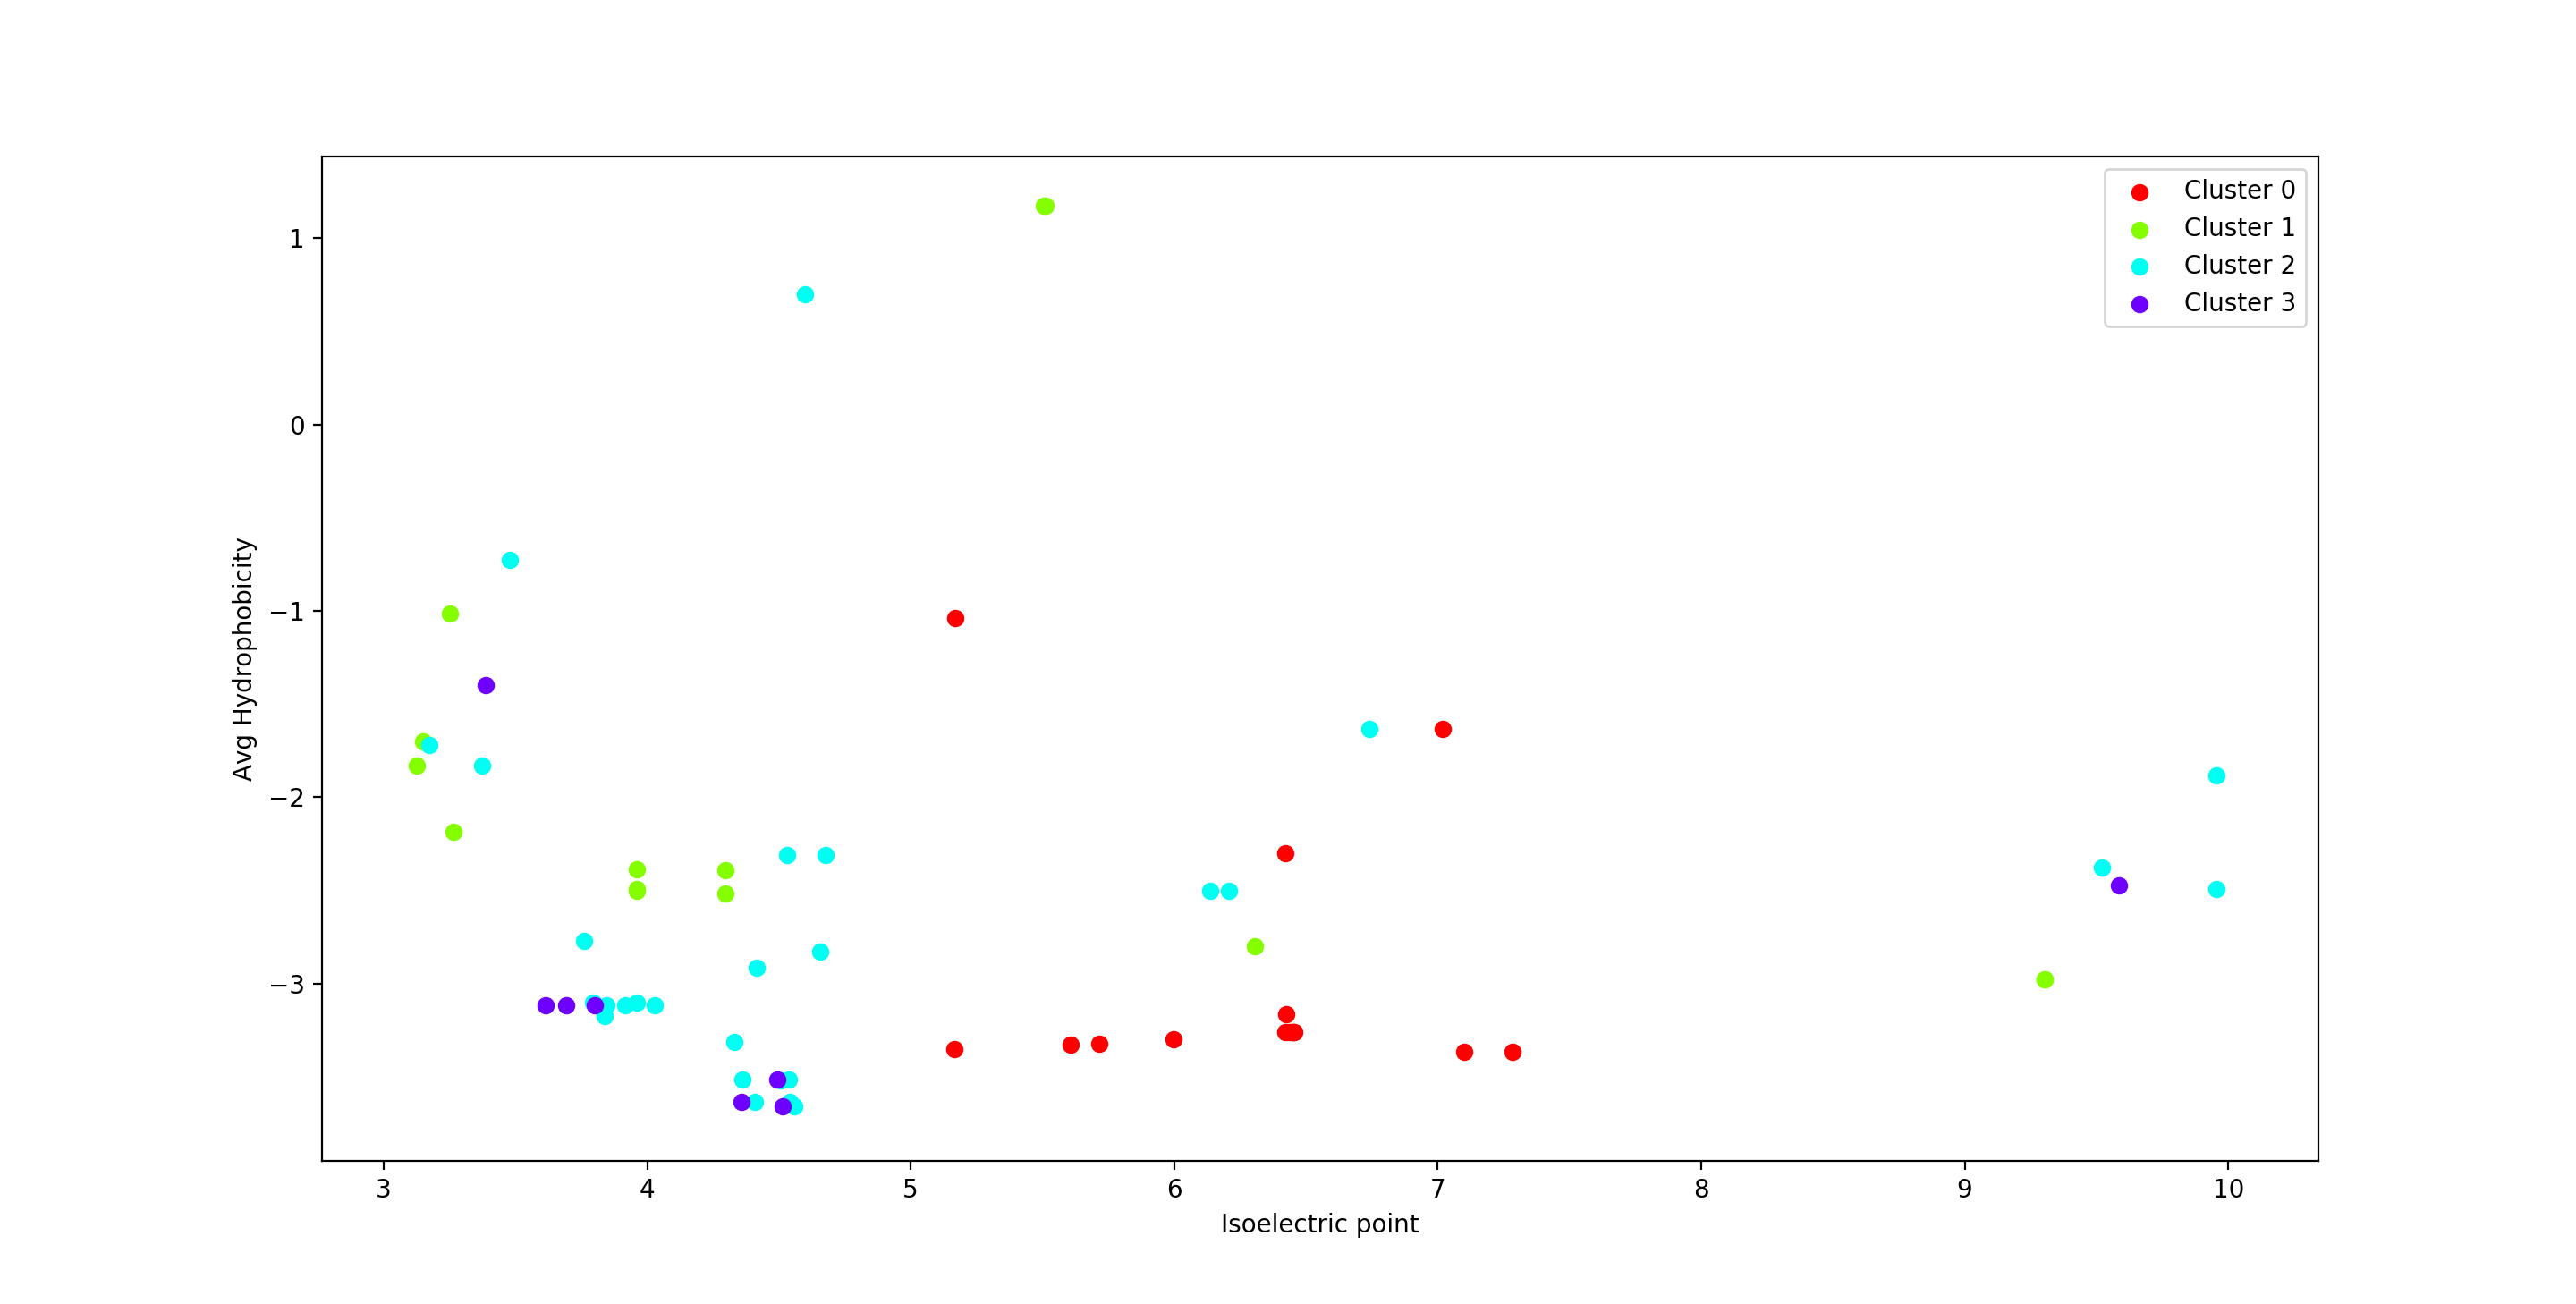 Cluster 0
Cluster 1
Cluster 2
Cluster 3
1
0
−1
−2
−3
Avg Hydrophobicity
3 4 5 6 7 8 9 10
Isoelectric point